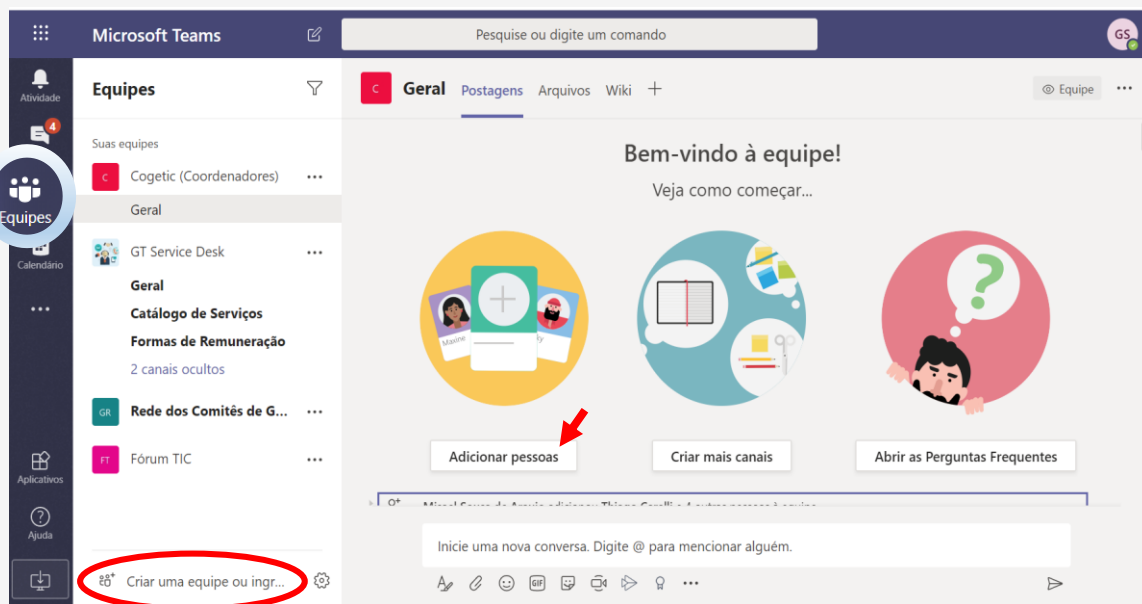 Microsoft Teams
Pesquise ou digite um comando
GS
Atividade
4
Equipes
Calendário
Aplicativos
Ajuda
Equipes
Suas equipes
C Cogetic (Coordenadores)
Geral
GT Service Desk
Geral
Catálogo de Serviços
Formas de Remuneração
2 canais ocultos
GR Rede dos Comitês de G...
FT Fórum TIC
Criar uma equipe ou ingr...
C Geral Postagens Arquivos Wiki
Equipe
Bem-vindo à equipe!
Veja como começar...
Maxine
Adicionar pessoas
Criar mais canais
Abrir as Perguntas Frequentes
Inicie uma nova conversa. Digite @ para mencionar alguém.
GIF